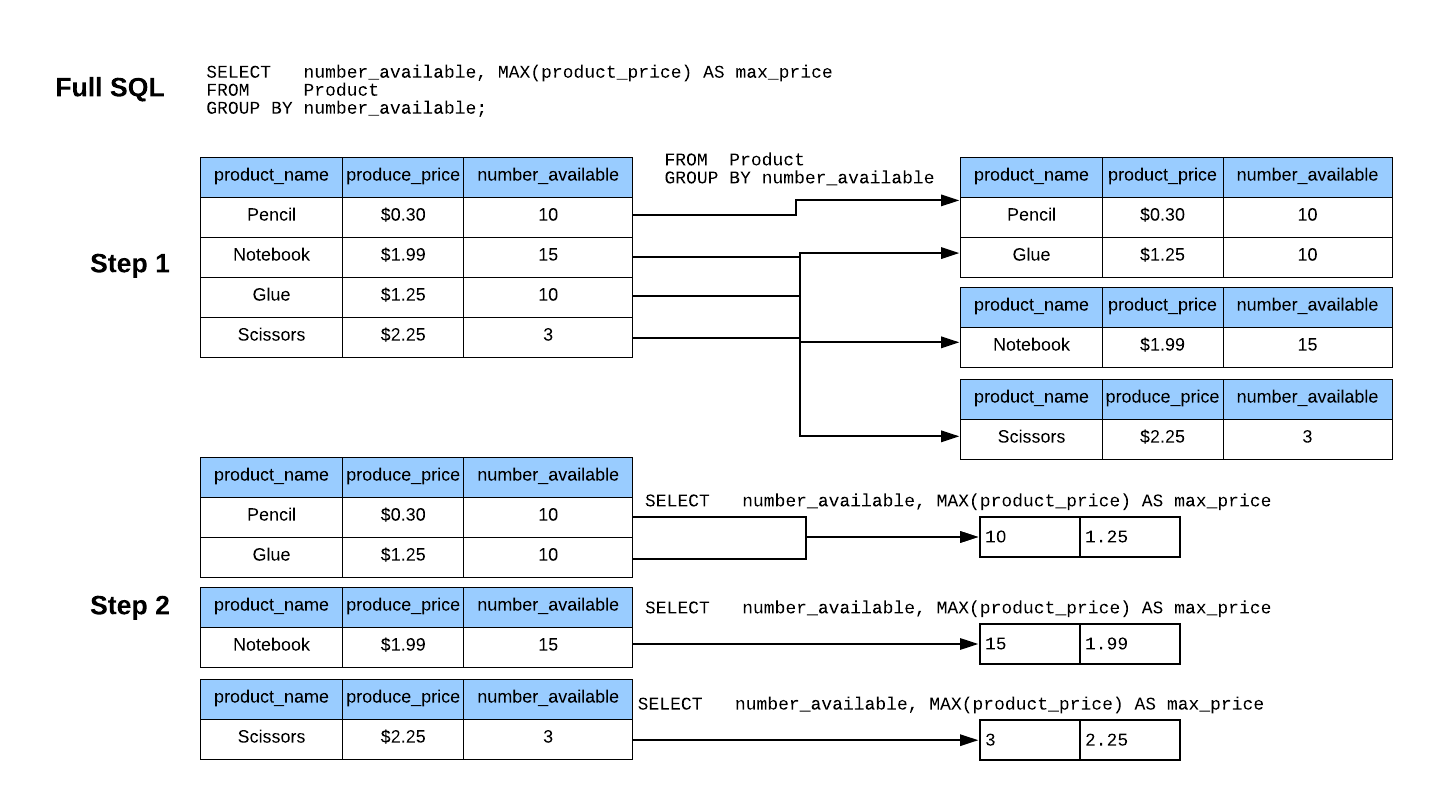 Full SQL
SELECT   number_available, MAX(product_price) AS max_price
FROM     Product
GROUP BY number_available;
Step 1
product_name produce_price number_available
Pencil $0.30 10
Notebook $1.99 15
Glue $1.25 10
Scissors $2.25 3
FROM  Product
GROUP BY number_available
product_name product_price number_available
Pencil $0.30 10
Glue $1.25 10
product_name product_price number_available
Notebook $1.99 15
product_name produce_price number_available
Scissors $2.25 3
Step 2
product_name produce_price number_available
Pencil $0.30 10
Glue $1.25 10
SELECT   number_available, MAX(product_price) AS max_price
10 1.25
product_name produce_price number_available
Notebook $1.99 15
SELECT   number_available, MAX(product_price) AS max_price
15 1.99
product_name produce_price number_available
Scissors $2.25 3
SELECT   number_available, MAX(product_price) AS max_price
3 2.25